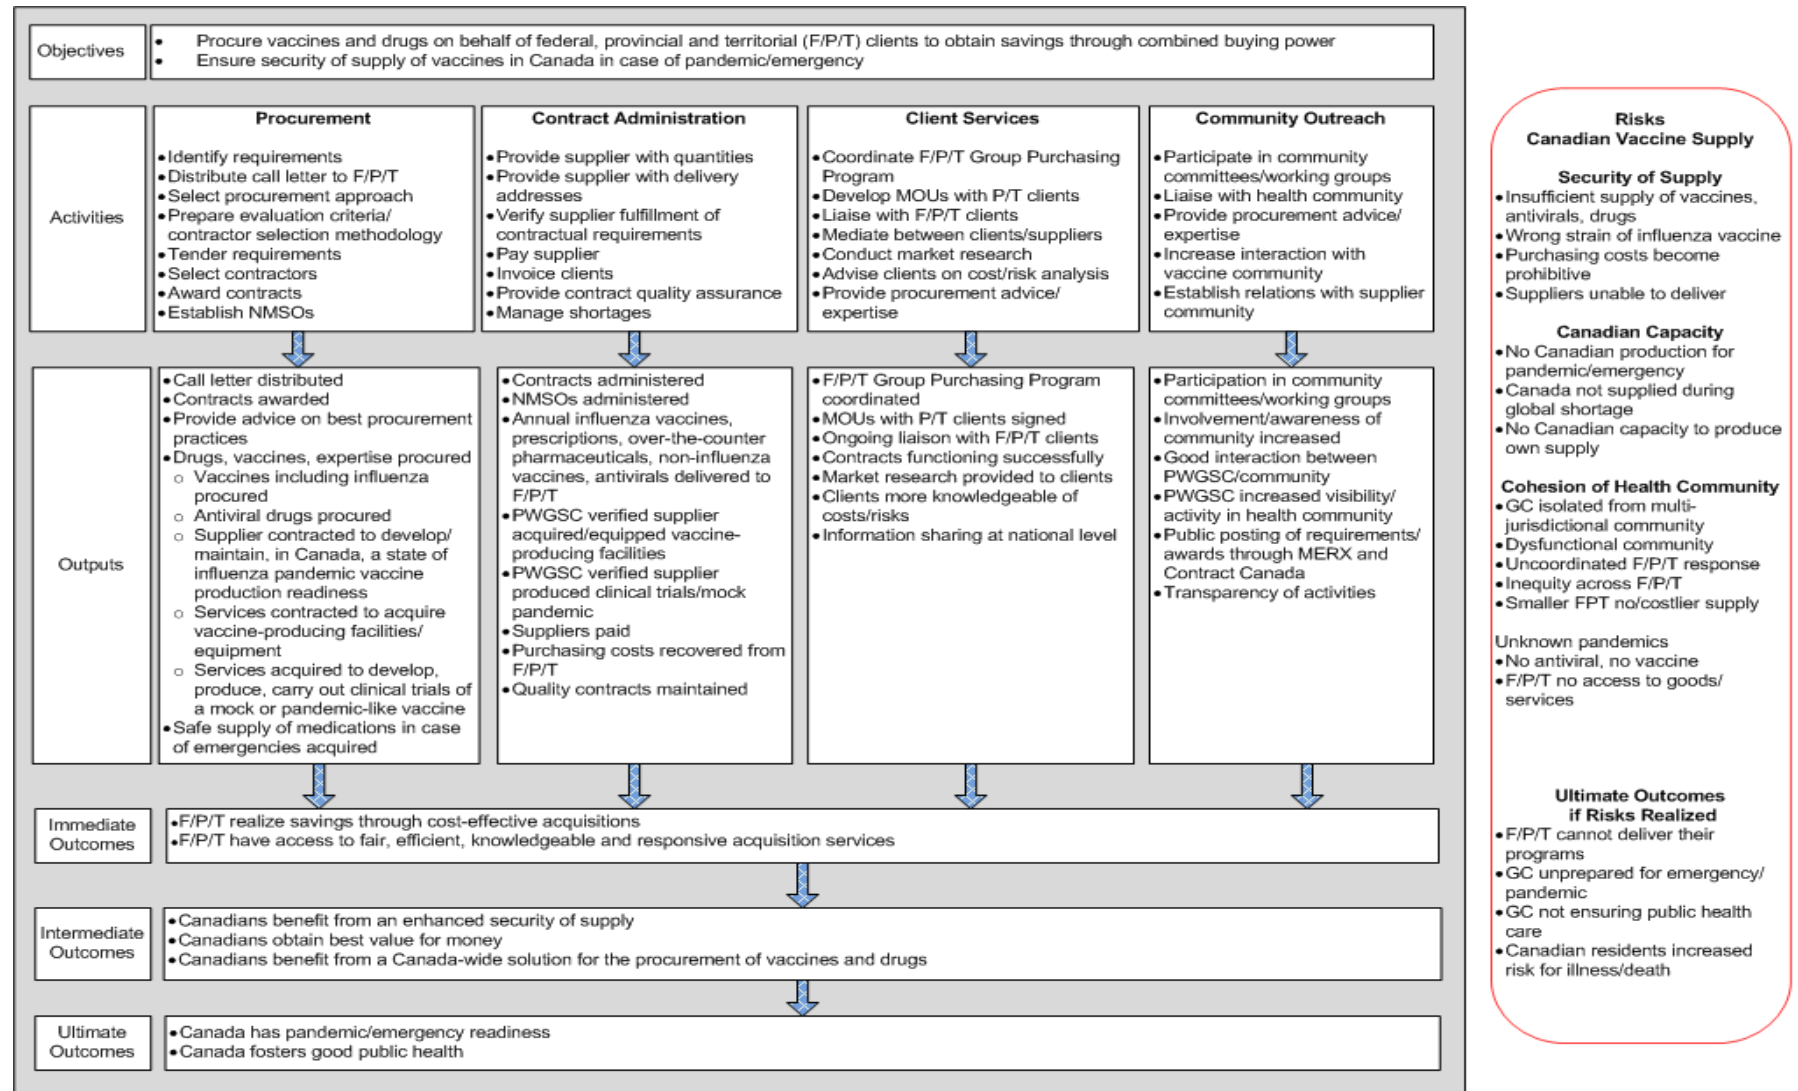 Objectives
• Procure vaccines and drugs on behalf of federal, provincial and territorial (F/P/T) clients to obtain savings through combined buying power
• Ensure security of supply of vaccines in Canada in case of pandemic/emergency
Activities
Procurement
•Identify requirements
•Distribute call letter to F/P/T
•Select procurement approach
•Prepare evaluation criteria/
contractor selection methodology
•Tender requirements
•Select contractors
•Award contracts
•Establish NMSOs
Contract Administration
•Provide supplier with quantities
•Provide supplier with delivery
addresses
•Verify supplier fulfillment of
contractual requirements
•Pay supplier
•Invoice clients
•Provide contract quality assurance
•Manage shortages
Client Services
•Coordinate F/P/T Group Purchasing
Program
•Develop MOUs with P/T clients
•Liaise with F/P/T clients
•Mediate between clients/suppliers
•Conduct market research
•Advise clients on cost/risk analysis
•Provide procurement advice/
expertise
Community Outreach
•Participate in community
committees/working groups
•Liaise with health community
•Provide procurement advice/
expertise
•Increase interaction with
vaccine community
•Establish relations with supplier
community
Outputs
•Call letter distributed
•Contracts awarded
•Provide advice on best procurement
practices
•Drugs, vaccines, expertise procured
o Vaccines including influenza
procured
o Antiviral drugs procured
o Supplier contracted to develop/
maintain, in Canada, a state of
influenza pandemic vaccine
production readiness
o Services contracted to acquire
vaccine-producing facilities/
equipment
o Services acquired to develop,
produce, carry out clinical trials of
a mock or pandemic-like vaccine
•Safe supply of medications in case
of emergencies acquired
•Contracts administered
•NMSOs administered
•Annual influenza vaccines,
prescriptions, over-the-counter
pharmaceuticals, non-influenza
vaccines, antivirals delivered to
F/P/T
•PWGSC verified supplier
acquired/equipped vaccine-
producing facilities
•PWGSC verified supplier
produced clinical trials/mock
pandemic
•Suppliers paid
•Purchasing costs recovered from
F/P/T
•Quality contracts maintained
•F/P/T Group Purchasing Program
coordinated
•MOUs with P/T clients signed
•Ongoing liaison with F/P/T clients
•Contracts functioning successfully
•Market research provided to clients
•Clients more knowledgeable of
costs/risks
•Information sharing at national level
•Participation in community
committees/working groups
•Involvement/awareness of
community increased
•Good interaction between
PWGSC/community
•PWGSC increased visibility/
activity in health community
•Public posting of requirements/
awards through MERX and
Contract Canada
•Transparency of activities
Immediate
Outcomes
•F/P/T realize savings through cost-effective acquisitions
•F/P/T have access to fair, efficient, knowledgeable and responsive acquisition services
Intermediate
Outcomes
•Canadians benefit from an enhanced security of supply
•Canadians obtain best value for money
•Canadians benefit from a Canada-wide solution for the procurement of vaccines and drugs
Ultimate
Outcomes
•Canada has pandemic/emergency readiness
•Canada fosters good public health
Risks
Canadian Vaccine Supply
Security of Supply
•Insufficient supply of vaccines,
antivirals, drugs
•Wrong strain of influenza vaccine
•Purchasing costs become
prohibitive
•Suppliers unable to deliver
Canadian Capacity
•No Canadian production for
pandemic/emergency
•Canada not supplied during
global shortage
•No Canadian capacity to produce
own supply
Cohesion of Health Community
•GC isolated from multi-
jurisdictional community
•Dysfunctional community
•Uncoordinated F/P/T response
•Inequity across F/P/T
•Smaller FPT no/costlier supply
Unknown pandemics
•No antiviral, no vaccine
•F/P/T no access to goods/
services
Ultimate Outcomes
if Risks Realized
•F/P/T cannot deliver their
programs
•GC unprepared for emergency/
pandemic
•GC not ensuring public health
care
•Canadian residents increased
risk for illness/death